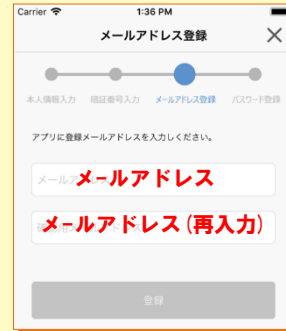 Carrier 1:36 PM
メールアドレス登録
本人情報入力 暗証番号入力 メールアドレス登録 パスワード登録
アプリに登録メールアドレスを入力してください。
メールアドレス
メールアドレス(再入力)
登録